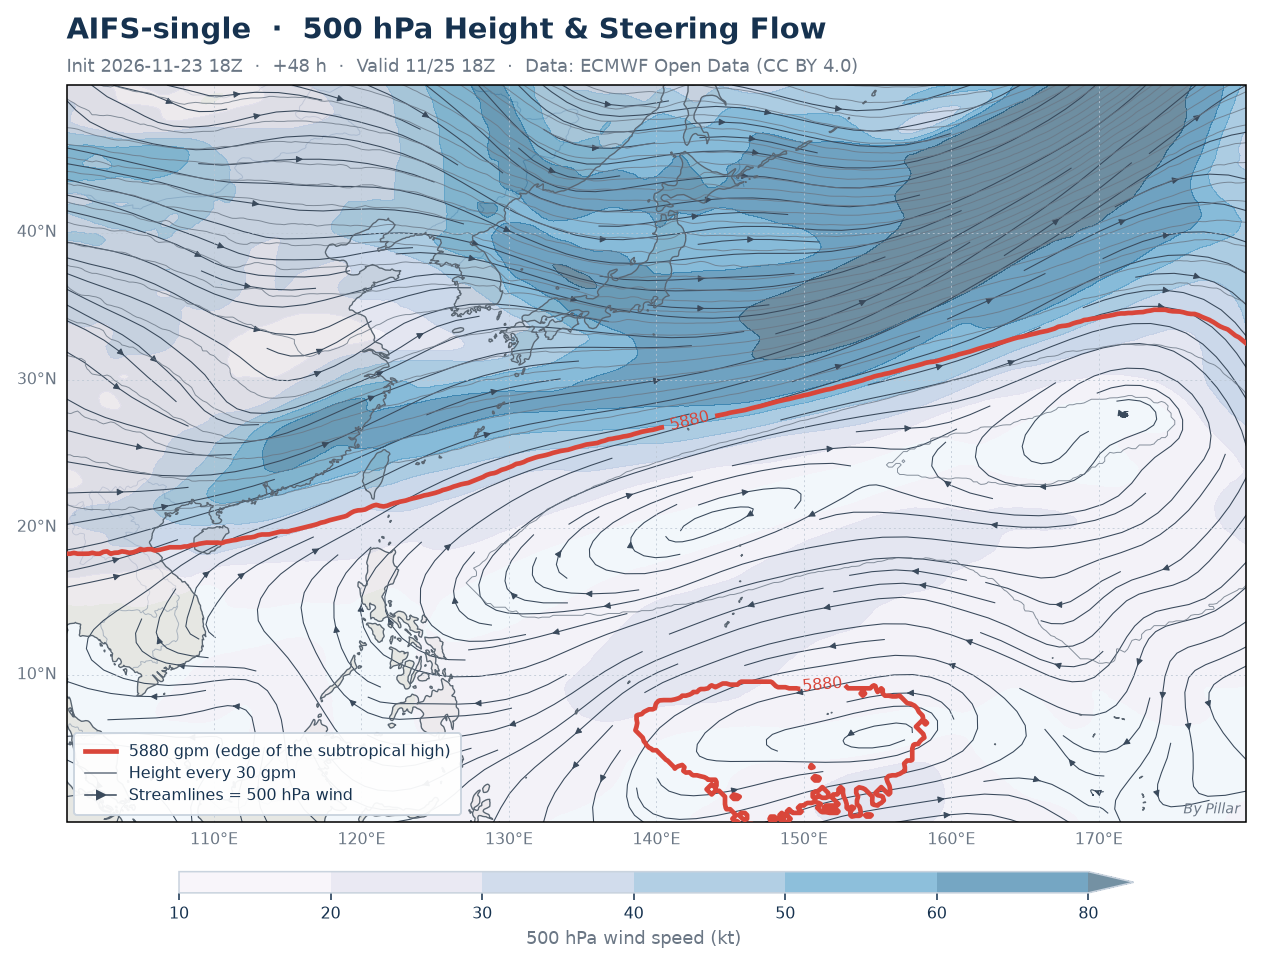 AIFS-single · 500 hPa Height & Steering Flow
Init 2026-11-23 18Z · +48 h · Valid 11/25 18Z · Data: ECMWF Open Data (CC BY 4.0)
40°N
30°N
20°N
10°N
5880
5880
5880 gpm (edge of the subtropical high)
Height every 30 gpm
Streamlines = 500 hPa wind
By Pillar
110°E 120°E 130°E 140°E 150°E 160°E 170°E
10 20 30 40 50 60 80
500 hPa wind speed (kt)